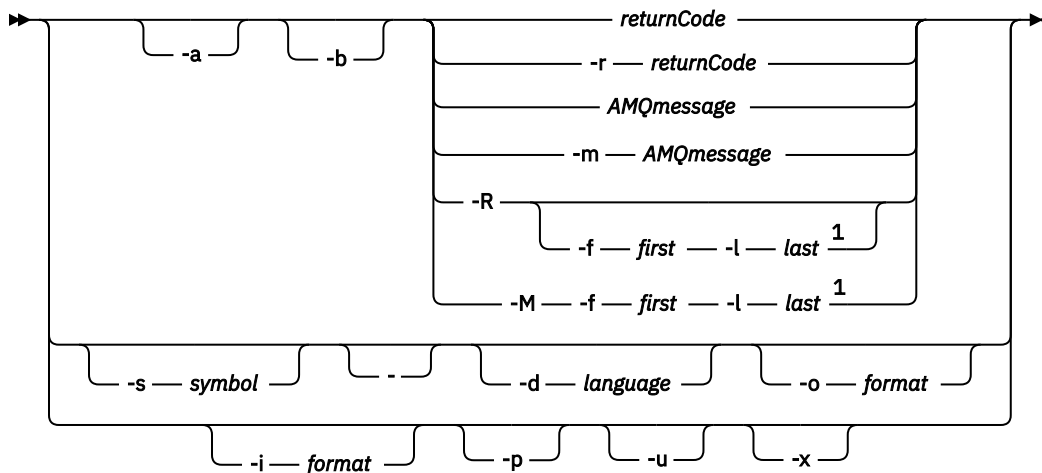 returnCode
-a -b
-r returnCode
AMQmessage
-m AMQmessage
-R
-f first -l last 1
-M -f first -l last 1
-s symbol - -d language -o format
-i format -p -u -x